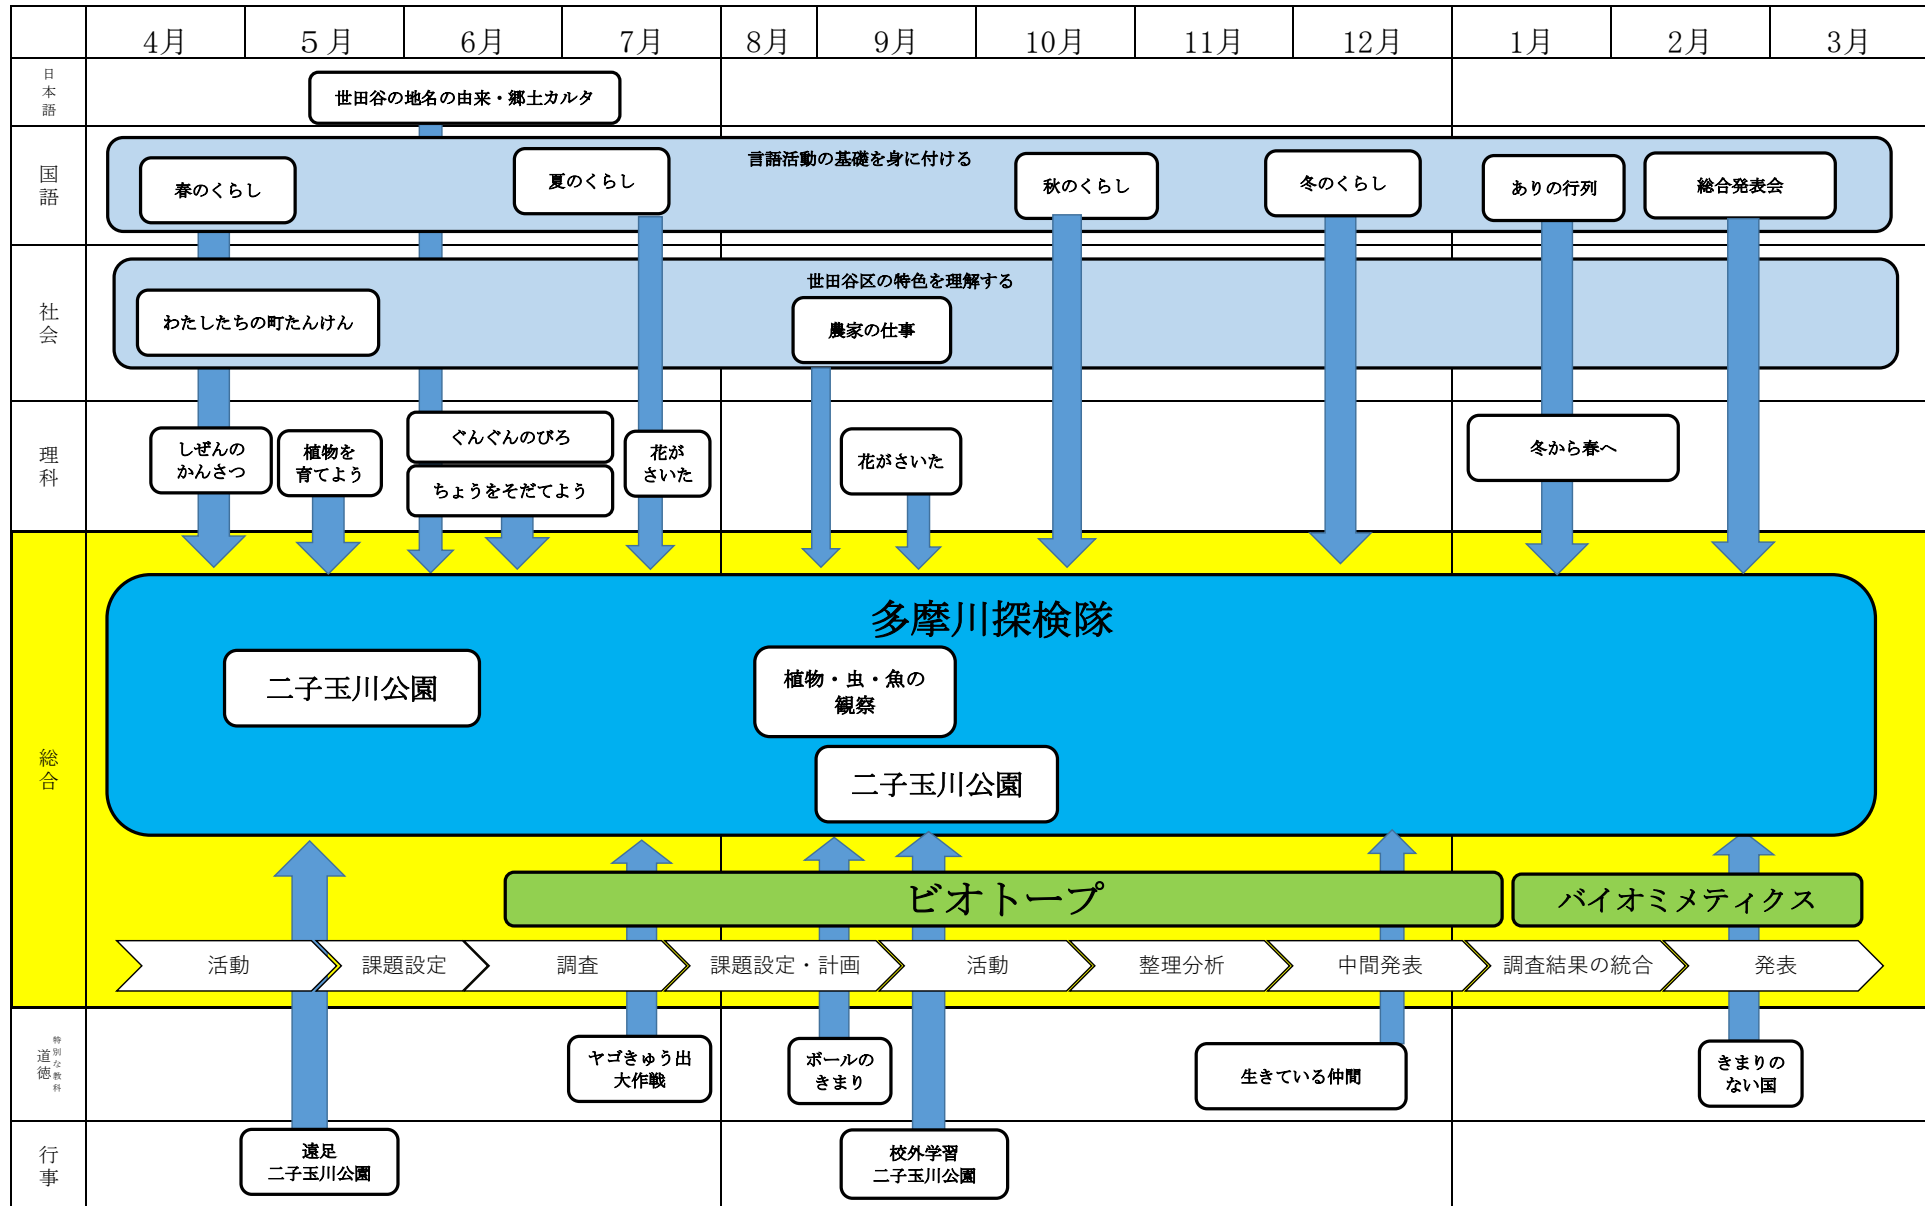 4月 5月 6月 7月 8月 9月 10月 11月 12月 1月 2月 3月
日本語
世田谷の地名の由来・郷土カルタ
国語
言語活動の基礎を身に付ける
春のくらし
夏のくらし
秋のくらし
冬のくらし
ありの行列
総合発表会
社会
世田谷区の特色を理解する
わたしたちの町たんけん
農家の仕事
理科
しぜんの
かんさつ
植物を
育てよう
ぐんぐんのびろ
ちょうをそだてよう
花が
さいた
花がさいた
冬から春へ
総合
多摩川探検隊
二子玉川公園
植物・虫・魚の
観察
二子玉川公園
ビオトープ
バイオミメティクス
活動
課題設定
調査
課題設定・計画
活動
整理分析
中間発表
調査結果の統合
発表
特別な教科
道徳
ヤゴきゅう出
大作戦
ボールの
きまり
生きている仲間
きまりの
ない国
行事
遠足
二子玉川公園
校外学習
二子玉川公園